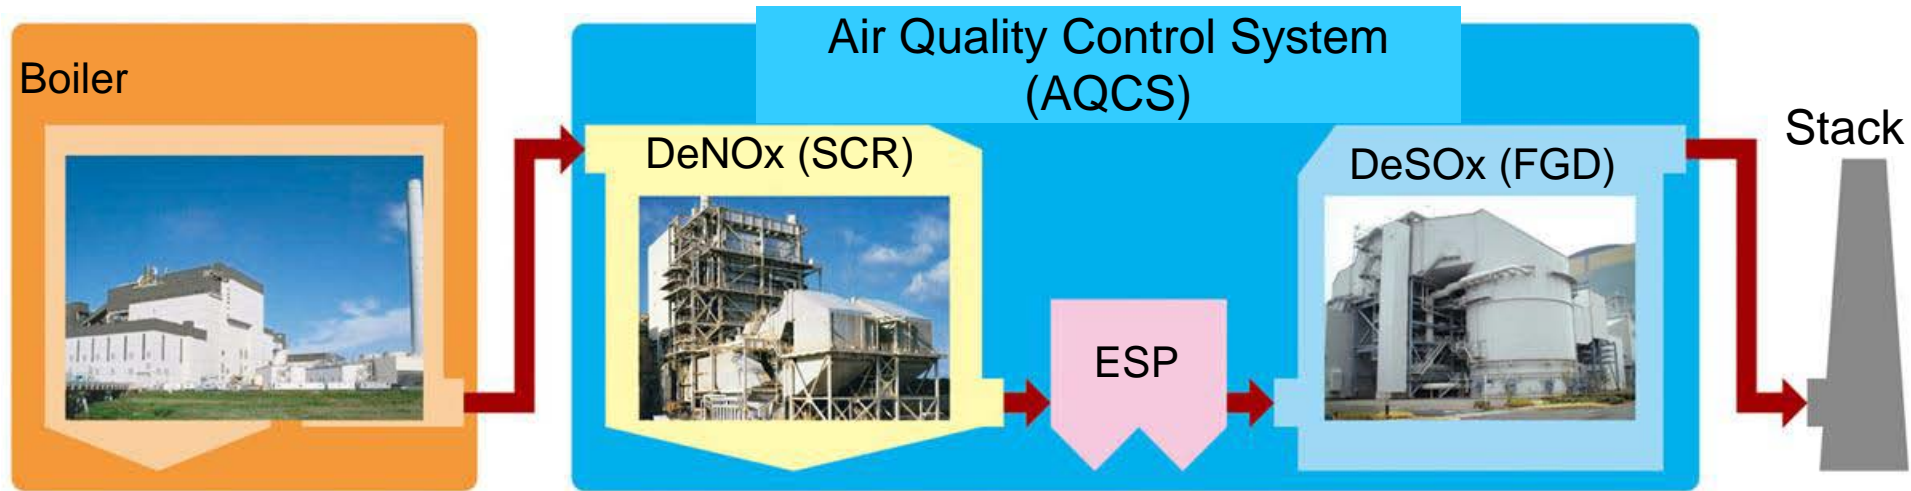 Boiler
Air Quality Control System
(AQCS)
DeNOx (SCR)
ESP
DeSOx (FGD)
Stack